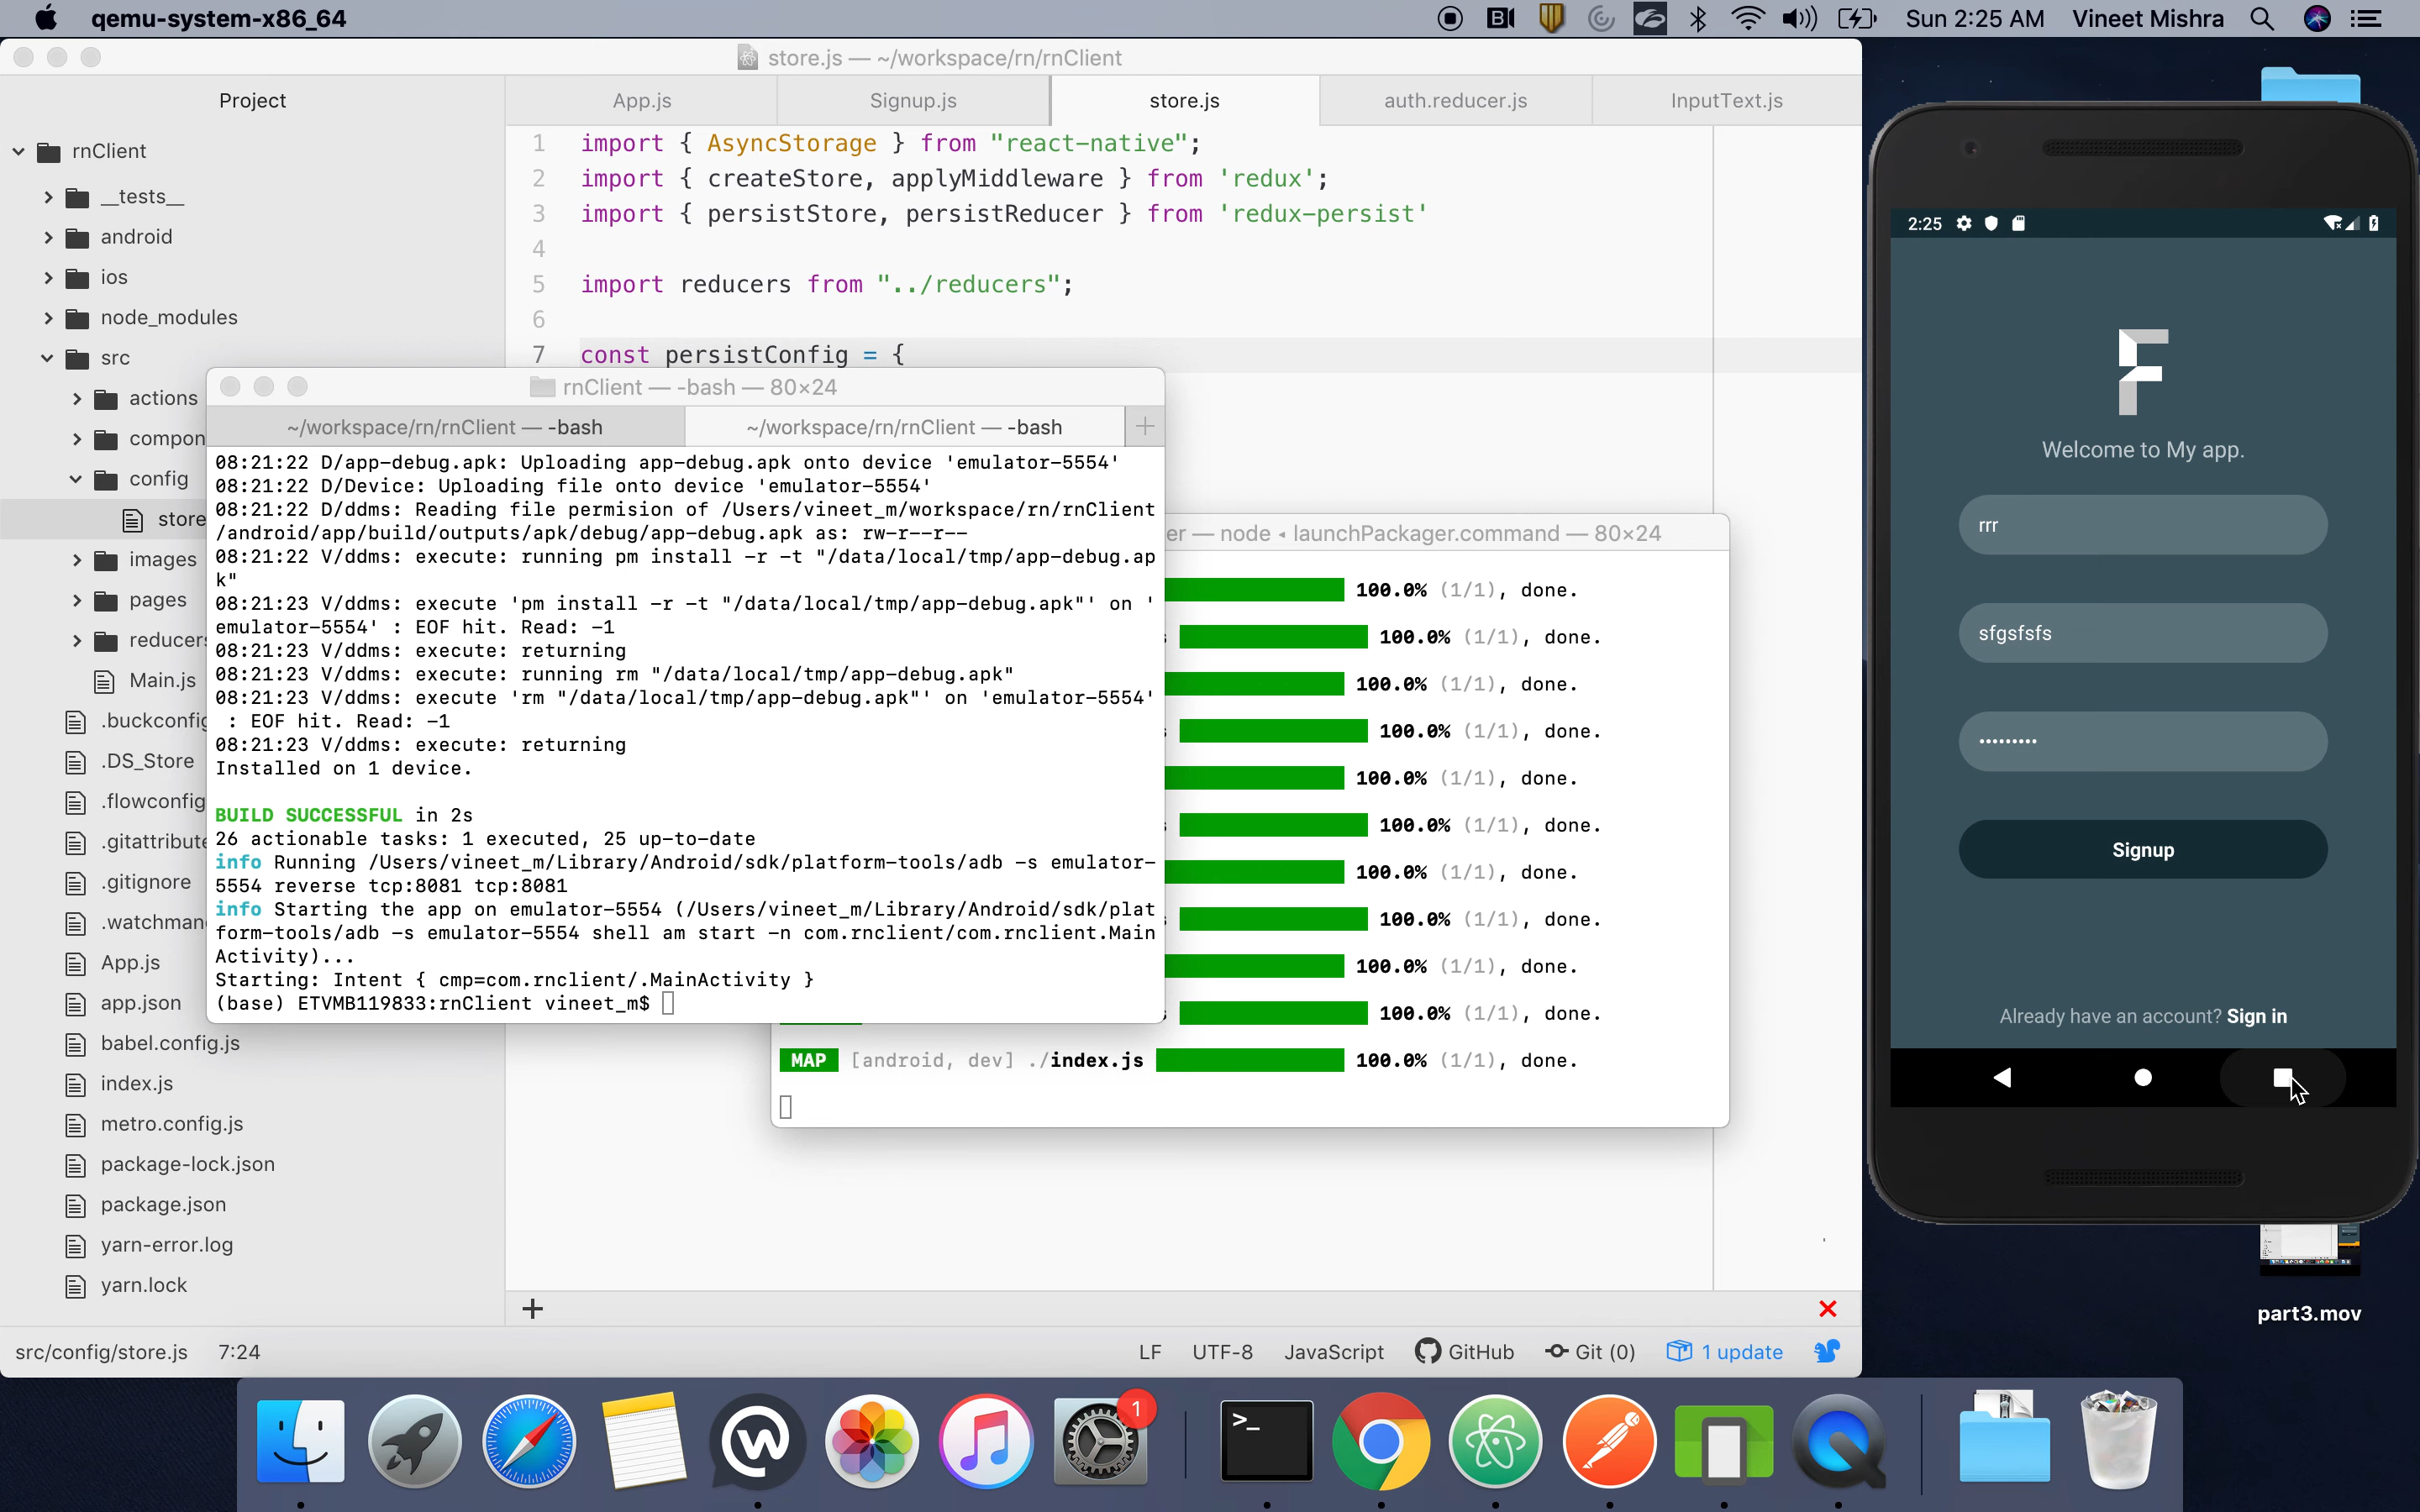 qemu-system-x86_64
Sun 2:25 AM Vineet Mishra
store.js — ~/workspace/rn/rnClient
Project
App.js
Signup.js
store.js
auth.reducer.js
InputText.js
rnClient
__tests__
android
ios
node_modules
src
actions
compon
config
store
images
pages
reducers
Main.js
.buckconfig
.DS_Store
.flowconfig
.gitattribute
.gitignore
.watchman
App.js
app.json
babel.config.js
index.js
metro.config.js
package-lock.json
package.json
yarn-error.log
yarn.lock
1 import { AsyncStorage } from "react-native";
2 import { createStore, applyMiddleware } from 'redux';
3 import { persistStore, persistReducer } from 'redux-persist'
4
5 import reducers from "../reducers";
6
7 const persistConfig = {
rnClient — -bash — 80×24
~/workspace/rn/rnClient — -bash
~/workspace/rn/rnClient — -bash
08:21:22 D/app-debug.apk: Uploading app-debug.apk onto device 'emulator-5554'
08:21:22 D/Device: Uploading file onto device 'emulator-5554'
08:21:22 D/ddms: Reading file permision of /Users/vineet_m/workspace/rn/rnClient
/android/app/build/outputs/apk/debug/app-debug.apk as: rw-r--r--
08:21:22 V/ddms: execute: running pm install -r -t "/data/local/tmp/app-debug.ap
k"
08:21:23 V/ddms: execute 'pm install -r -t "/data/local/tmp/app-debug.apk"' on '
emulator-5554' : EOF hit. Read: -1
08:21:23 V/ddms: execute: returning
08:21:23 V/ddms: execute: running rm "/data/local/tmp/app-debug.apk"
08:21:23 V/ddms: execute 'rm "/data/local/tmp/app-debug.apk"' on 'emulator-5554'
: EOF hit. Read: -1
08:21:23 V/ddms: execute: returning
Installed on 1 device.
BUILD SUCCESSFUL in 2s
26 actionable tasks: 1 executed, 25 up-to-date
info Running /Users/vineet_m/Library/Android/sdk/platform-tools/adb -s emulator-
5554 reverse tcp:8081 tcp:8081
info Starting the app on emulator-5554 (/Users/vineet_m/Library/Android/sdk/plat
form-tools/adb -s emulator-5554 shell am start -n com.rnclient/com.rnclient.Main
Activity)...
Starting: Intent { cmp=com.rnclient/.MainActivity }
(base) ETVMB119833:rnClient vineet_m$
er — node ◂ launchPackager.command — 80×24
100.0% (1/1), done.
100.0% (1/1), done.
100.0% (1/1), done.
100.0% (1/1), done.
100.0% (1/1), done.
100.0% (1/1), done.
100.0% (1/1), done.
100.0% (1/1), done.
100.0% (1/1), done.
100.0% (1/1), done.
MAP [android, dev] ./index.js 100.0% (1/1), done.
2:25
Welcome to My app.
rrr
sfgsfsfs
•••••••••
Signup
Already have an account? Sign in
part3.mov
src/config/store.js 7:24
LF UTF-8 JavaScript GitHub Git (0) 1 update
1